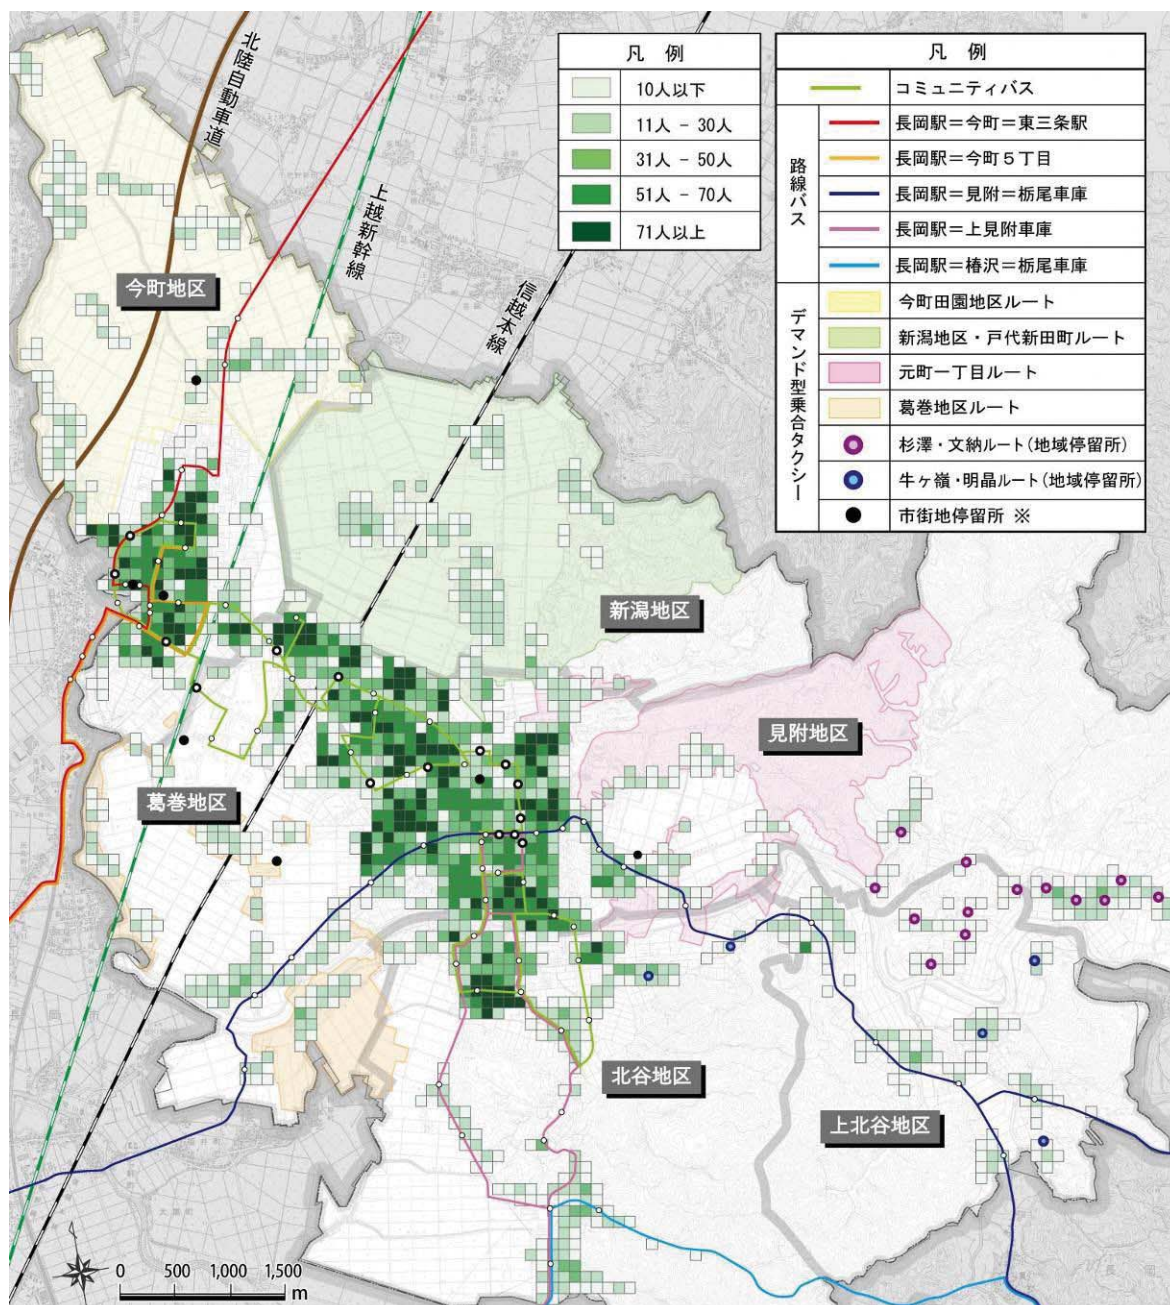 凡 例
10人以下
11人 - 30人
31人 - 50人
51人 - 70人
71人以上
凡 例
コミュニティバス
路線バス
長岡駅＝今町＝東三条駅
長岡駅＝今町５丁目
長岡駅＝見附＝栃尾車庫
長岡駅＝上見附車庫
長岡駅＝椿沢＝栃尾車庫
デマンド型乗合タクシー
今町田園地区ルート
新潟地区・戸代新田町ルート
元町一丁目ルート
葛巻地区ルート
杉澤・文納ルート(地域停留所)
牛ヶ嶺・明晶ルート(地域停留所)
市街地停留所 ※
北陸自動車道
上越新幹線
信越本線
今町地区
新潟地区
見附地区
葛巻地区
北谷地区
上北谷地区
0 500 1,000 1,500
m